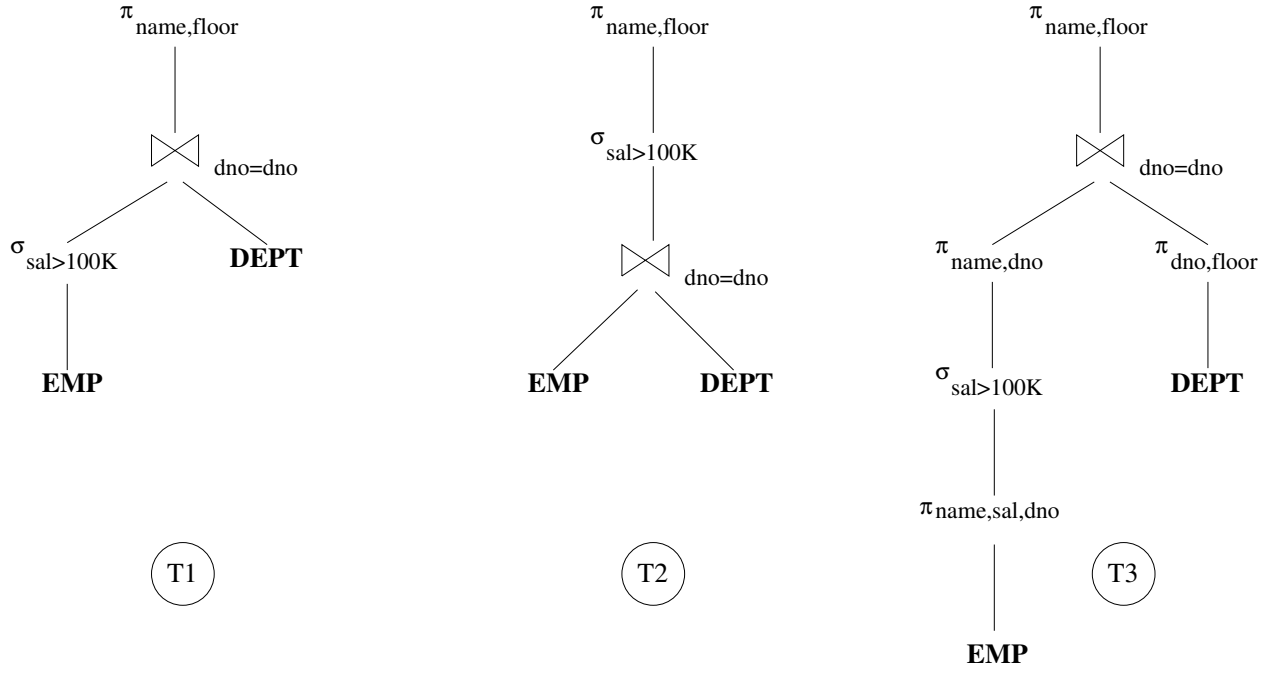 π name,floor
π name,floor
π name,floor
dno=dno
σ sal>100K
dno=dno
σ sal>100K
DEPT
dno=dno
π name,dno
π dno,floor
EMP
EMP
DEPT
σ sal>100K
DEPT
π name,sal,dno
T1
T2
T3
EMP